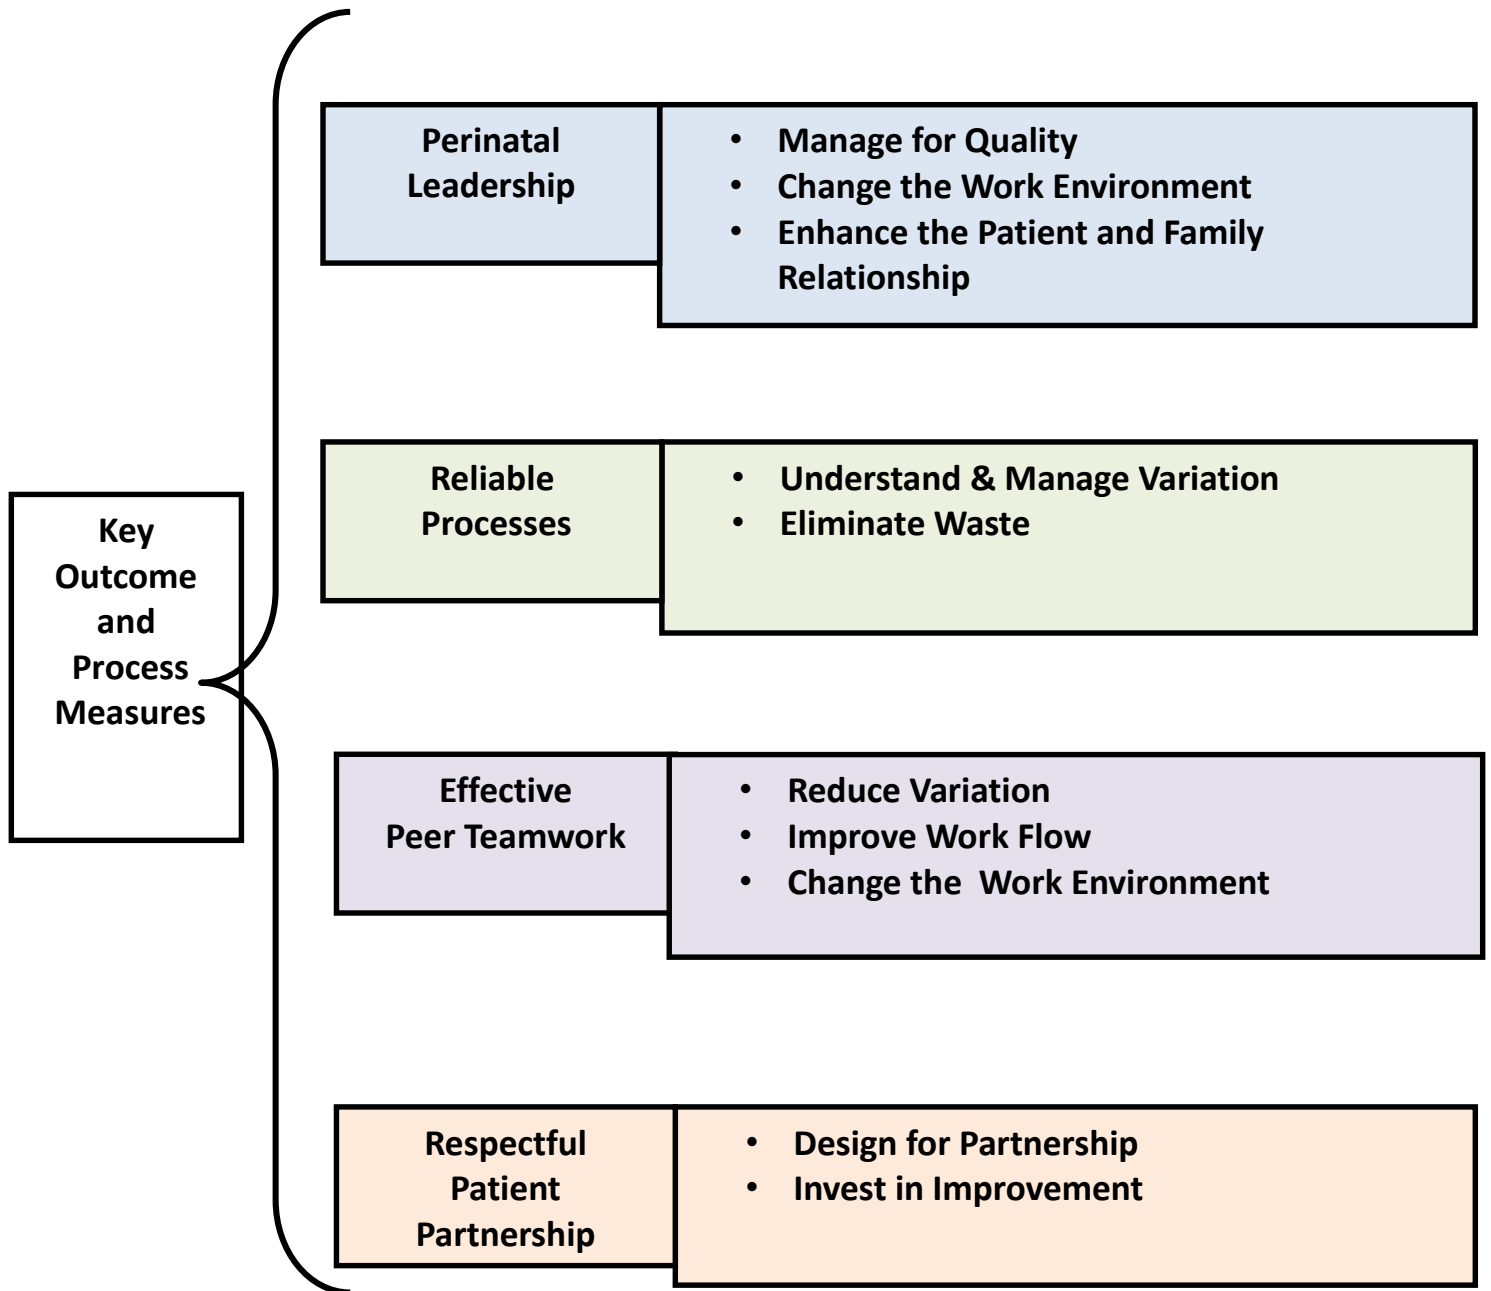 Perinatal
Leadership
• Manage for Quality
• Change the Work Environment
• Enhance the Patient and Family
Relationship
Reliable
Processes
• Understand & Manage Variation
• Eliminate Waste
Key
Outcome
and
Process
Measures
Effective
Peer Teamwork
• Reduce Variation
• Improve Work Flow
• Change the  Work Environment
Respectful
Patient
Partnership
• Design for Partnership
• Invest in Improvement